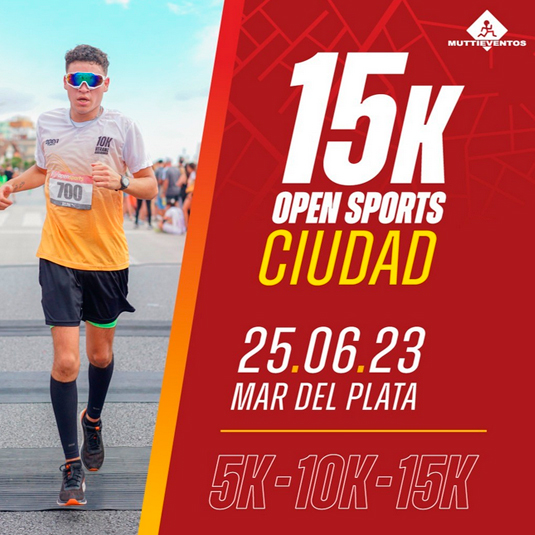 MUTTIEVENTOS
15K
OPEN SPORTS
CIUDAD
25.06.23
MAR DEL PLATA
5K-10K-15K
10K
700